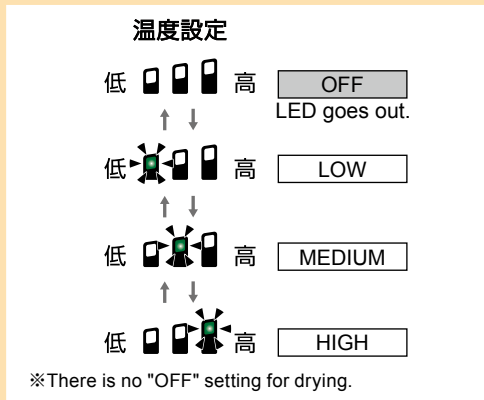 温度設定
低 高 OFF
LED goes out.
低 高 LOW
低 高 MEDIUM
低 高 HIGH
※There is no "OFF" setting for drying.